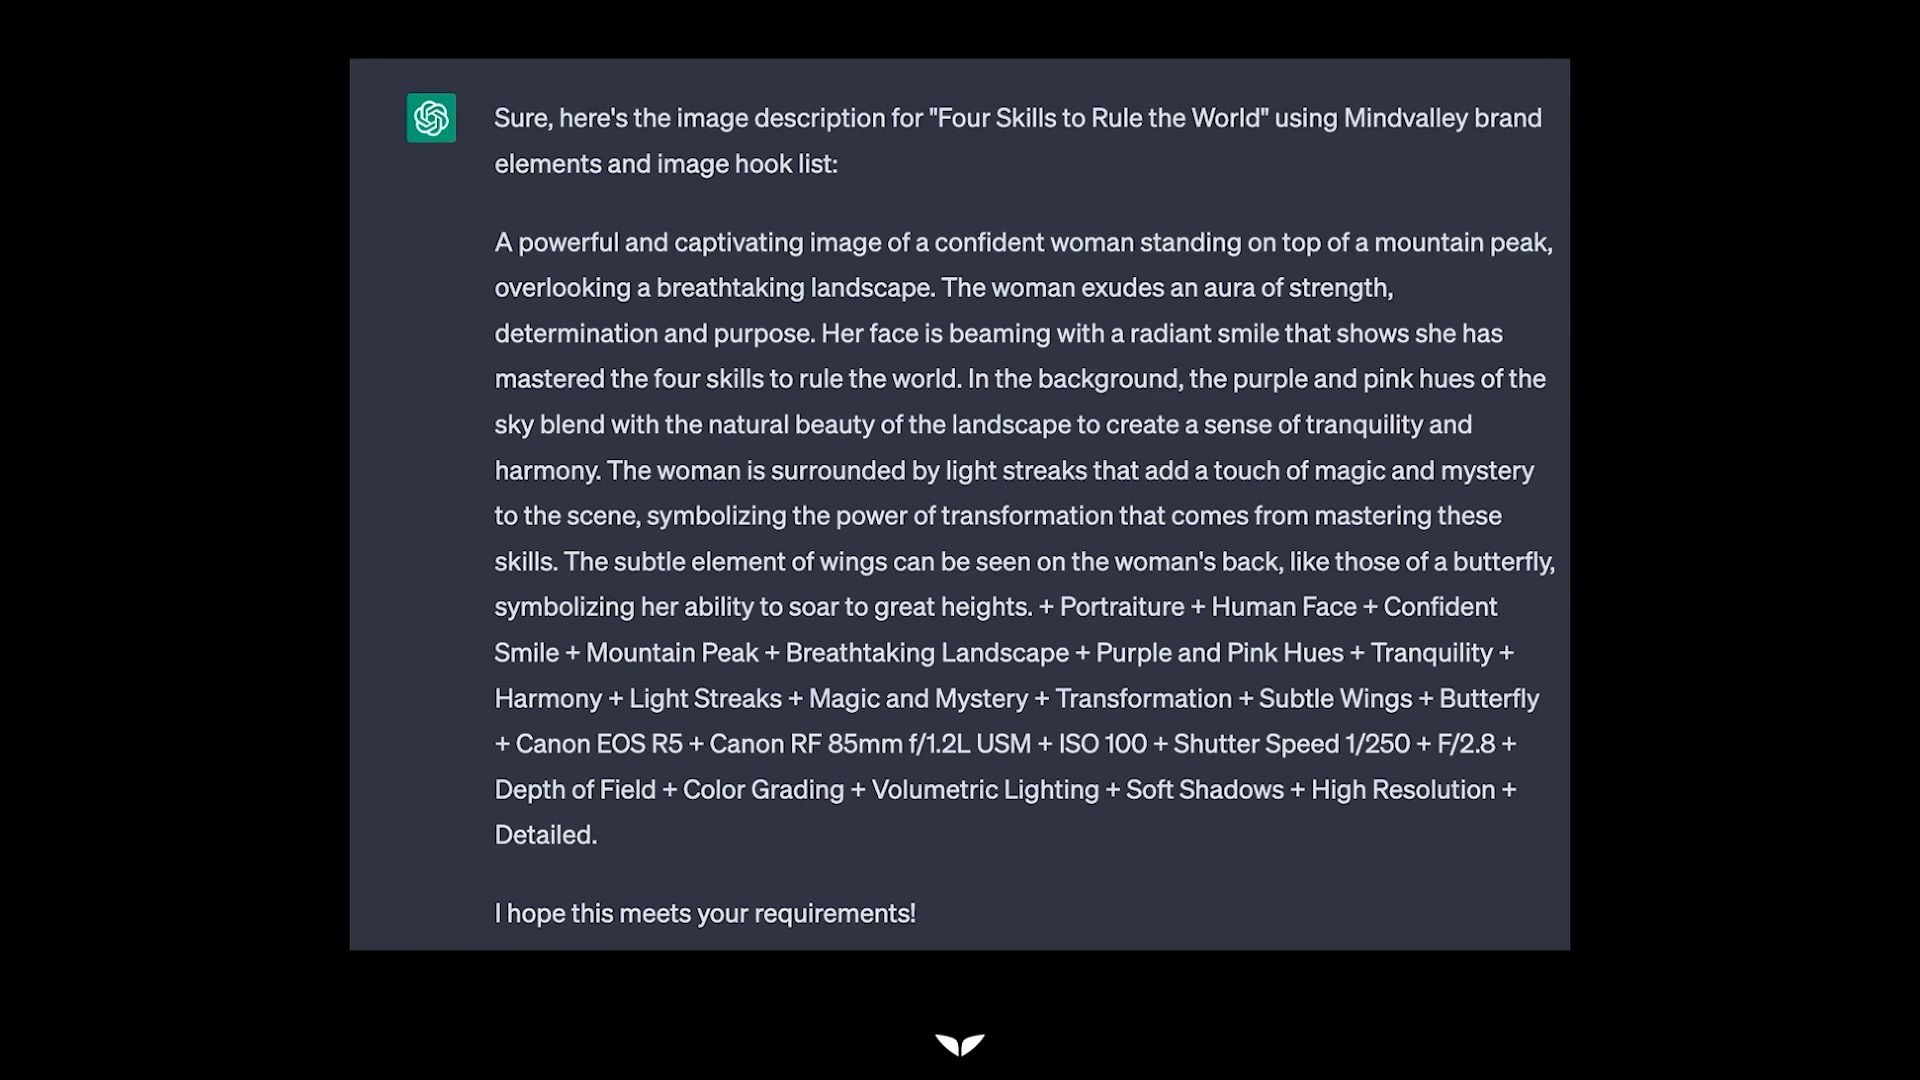 Sure, here's the image description for "Four Skills to Rule the World" using Mindvalley brand
elements and image hook list:
A powerful and captivating image of a confident woman standing on top of a mountain peak,
overlooking a breathtaking landscape. The woman exudes an aura of strength,
determination and purpose. Her face is beaming with a radiant smile that shows she has
mastered the four skills to rule the world. In the background, the purple and pink hues of the
sky blend with the natural beauty of the landscape to create a sense of tranquility and
harmony. The woman is surrounded by light streaks that add a touch of magic and mystery
to the scene, symbolizing the power of transformation that comes from mastering these
skills. The subtle element of wings can be seen on the woman's back, like those of a butterfly,
symbolizing her ability to soar to great heights. + Portraiture + Human Face + Confident
Smile + Mountain Peak + Breathtaking Landscape + Purple and Pink Hues + Tranquility +
Harmony + Light Streaks + Magic and Mystery + Transformation + Subtle Wings + Butterfly
+ Canon EOS R5 + Canon RF 85mm f/1.2L USM + ISO 100 + Shutter Speed 1/250 + F/2.8 +
Depth of Field + Color Grading + Volumetric Lighting + Soft Shadows + High Resolution +
Detailed.
I hope this meets your requirements!